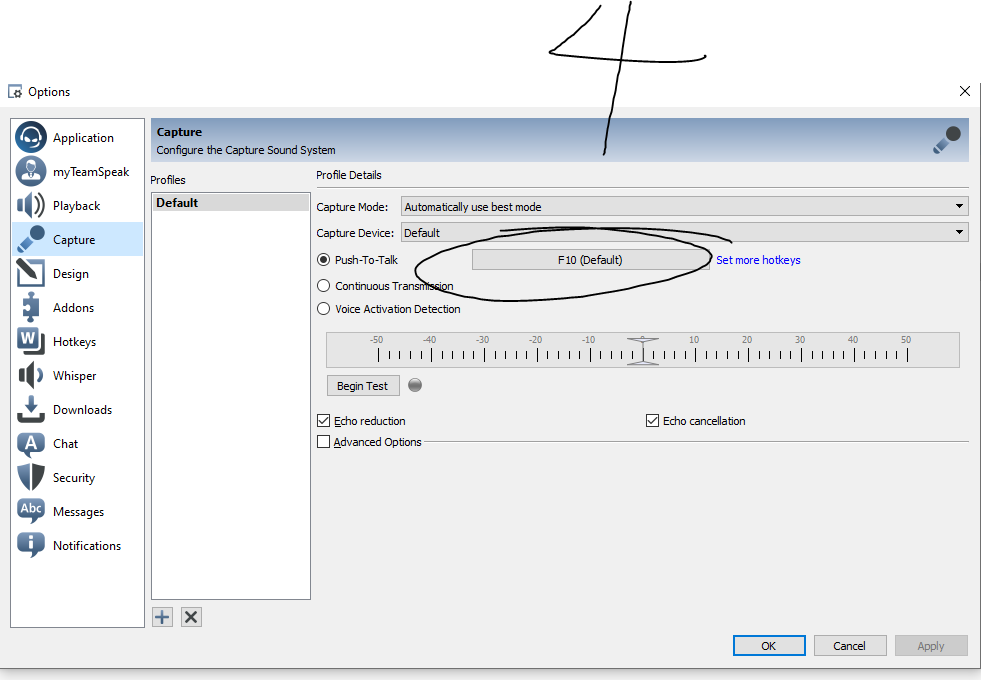 4
Options
Application
myTeamSpeak
Playback
Capture
Design
Addons
Hotkeys
Whisper
Downloads
Chat
Security
Messages
Notifications
Capture
Configure the Capture Sound System
Profiles
Default
Profile Details
Capture Mode: Automatically use best mode
Capture Device: Default
Push-To-Talk F10 (Default) Set more hotkeys
Continuous Transmission
Voice Activation Detection
-50 -40 -30 -20 -10 0 10 20 30 40 50
Begin Test
Echo reduction Echo cancellation
Advanced Options
OK Cancel Apply